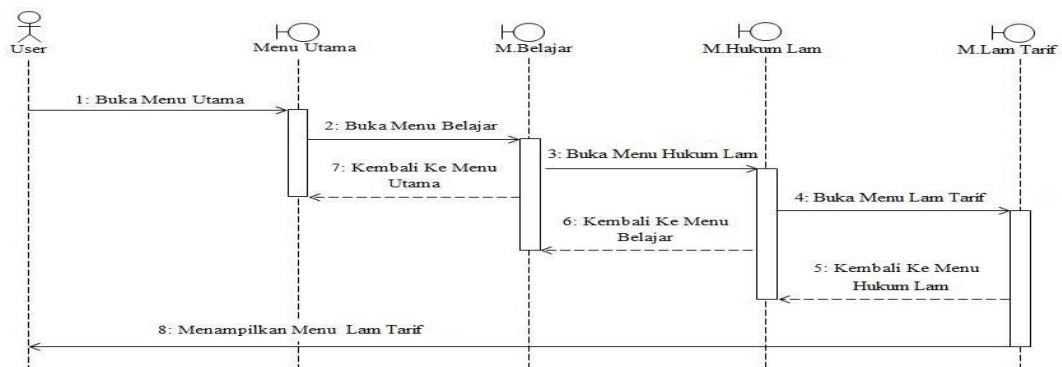 User
Menu Utama
M.Belajar
M.Hukum Lam
M.Lam Tarif
1: Buka Menu Utama
2: Buka Menu Belajar
3: Buka Menu Hukum Lam
7: Kembali Ke Menu
Utama
4: Buka Menu Lam Tarif
6: Kembali Ke Menu
Belajar
5: Kembali Ke Menu
Hukum Lam
8: Menampilkan Menu Lam Tarif